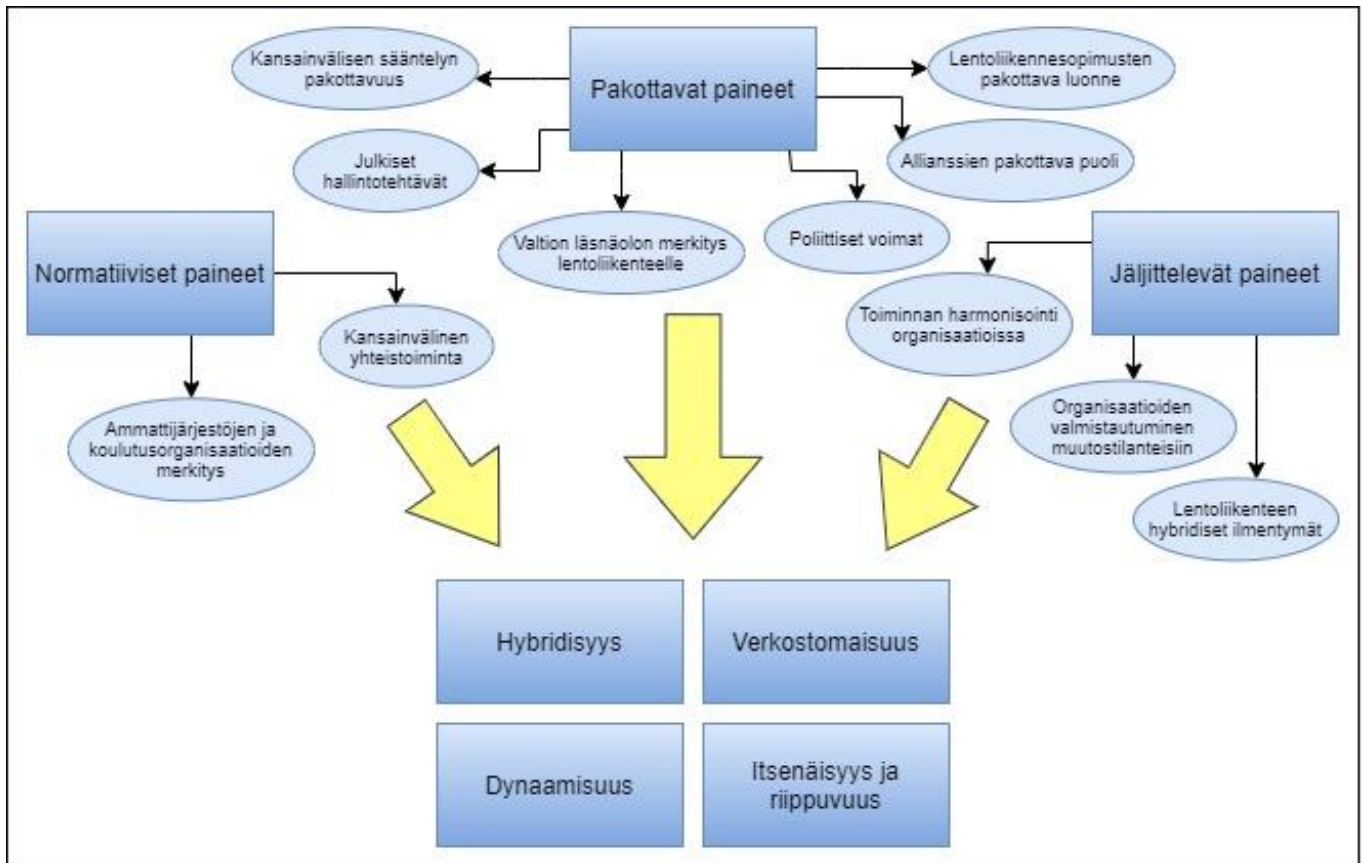 Kansainvälisen sääntelyn
pakottavuus
Pakottavat paineet
Lentoliikennesopimusten
pakottava luonne
Julkiset
hallintotehtävät
Allianssien pakottava puoli
Valtion läsnäolon merkitys
lentoliikenteelle
Poliittiset voimat
Normatiiviset paineet
Kansainvälinen
yhteistoiminta
Ammattijärjestöjen ja
koulutusorganisaatioiden
merkitys
Jäljittelevät paineet
Toiminnan harmonisointi
organisaatioissa
Organisaatioiden
valmistautuminen
muutostilanteisiin
Lentoliikenteen
hybridiset ilmentymät
Hybridisyys
Verkostomaisuus
Dynaamisuus
Itsenäisyys ja
riippuvuus